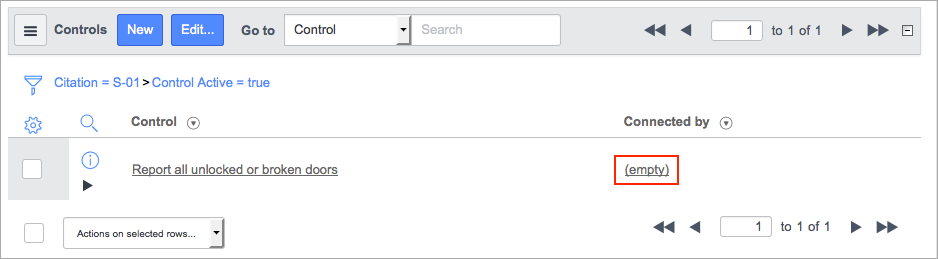 Controls New Edit... Go to Control Search 1 to 1 of 1
Citation = S-01 > Control Active = true
Control Connected by
Report all unlocked or broken doors (empty)
Actions on selected rows... 1 to 1 of 1